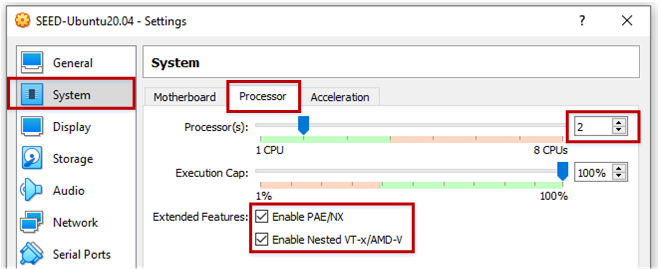 SEED-Ubuntu20.04 - Settings
?
General
System
Display
Storage
Audio
Network
Serial Ports
System
Motherboard
Processor
Acceleration
Processor(s):
2
1 CPU
8 CPUs
Execution Cap:
100%
1%
100%
Extended Features:
Enable PAE/NX
Enable Nested VT-x/AMD-V